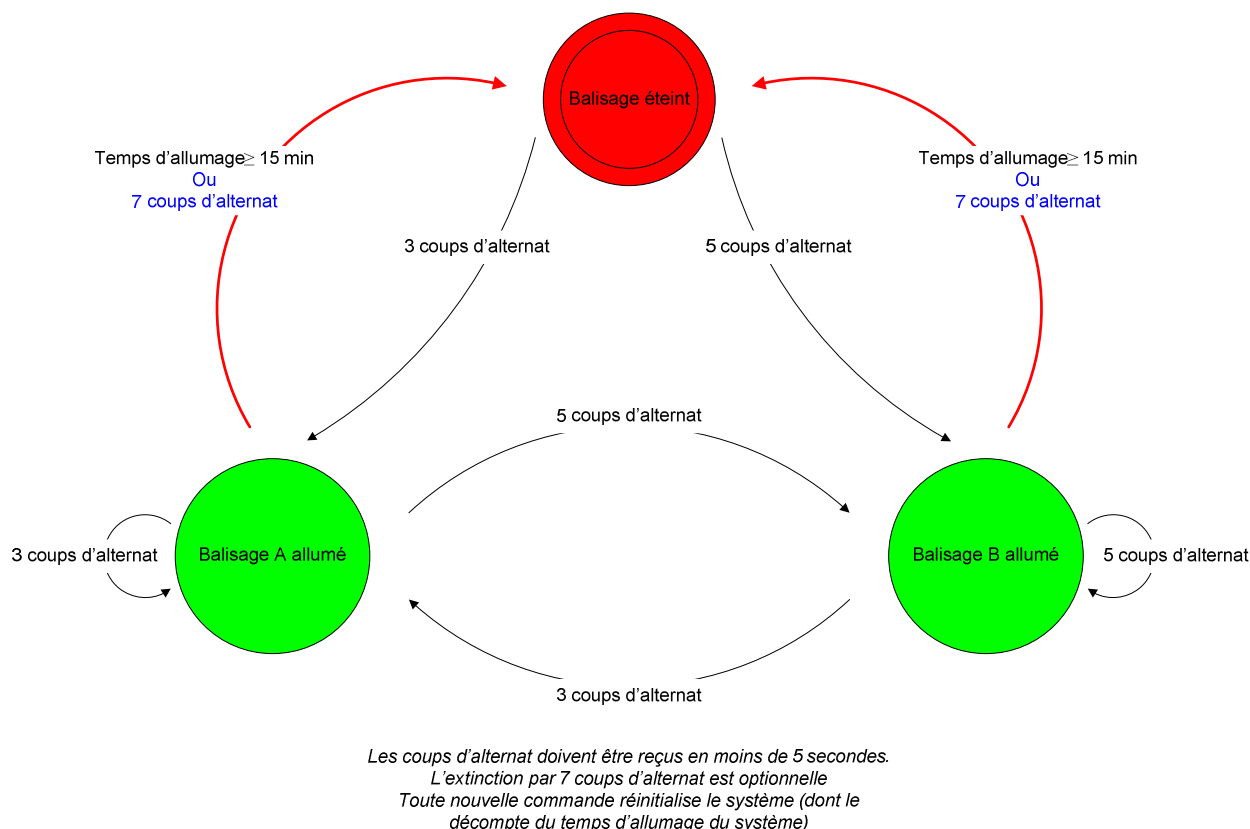 Balisage éteint
Temps d'allumage≥ 15 min
Ou
7 coups d'alternat
Temps d'allumage≥ 15 min
Ou
7 coups d'alternat
3 coups d'alternat
5 coups d'alternat
5 coups d'alternat
3 coups d'alternat
Balisage A allumé
Balisage B allumé
5 coups d'alternat
3 coups d'alternat
Les coups d'alternat doivent être reçus en moins de 5 secondes.
L'extinction par 7 coups d'alternat est optionnelle
Toute nouvelle commande réinitialise le système (dont le
décompte du temps d'allumage du système)